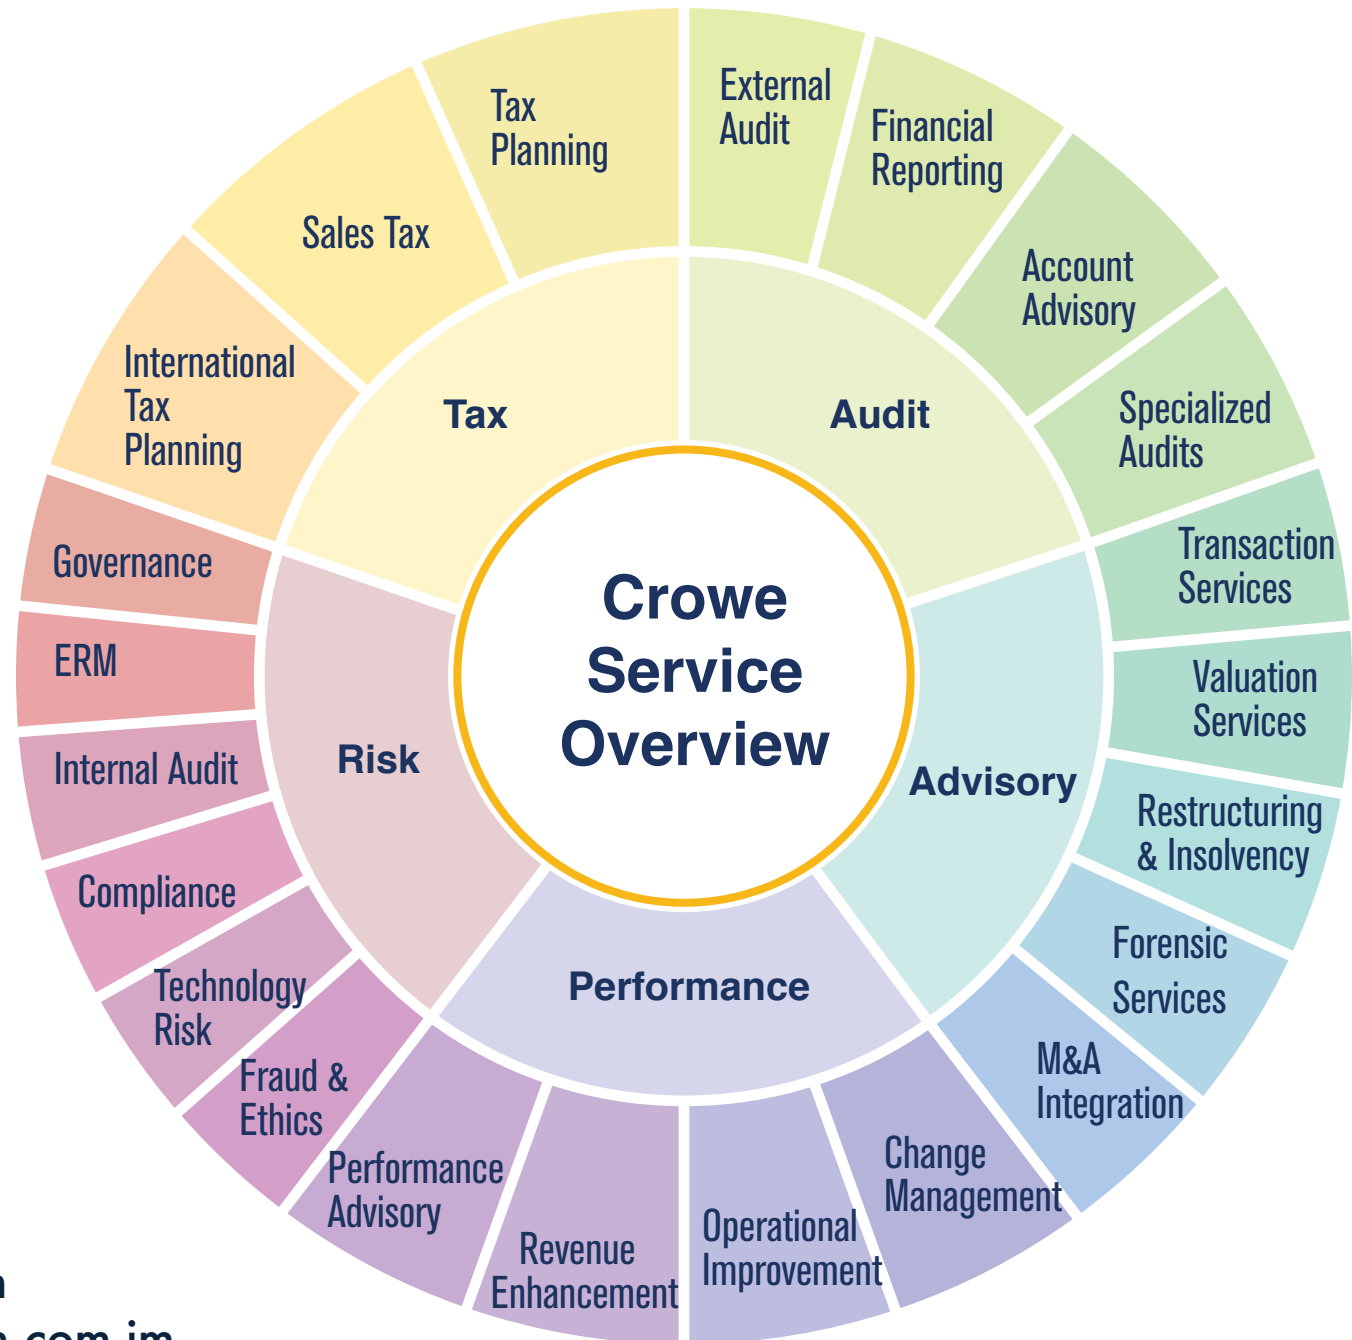 Crowe
Service
Overview
Tax
Audit
Advisory
Performance
Risk
External
Audit
Financial
Reporting
Account
Advisory
Specialized
Audits
Transaction
Services
Valuation
Services
Restructuring
& Insolvency
Forensic
Services
M&A
Integration
Change
Management
Operational
Improvement
Revenue
Enhancement
Performance
Advisory
Fraud &
Ethics
Technology
Risk
Compliance
Internal Audit
ERM
Governance
International
Tax
Planning
Sales Tax
Tax
Planning